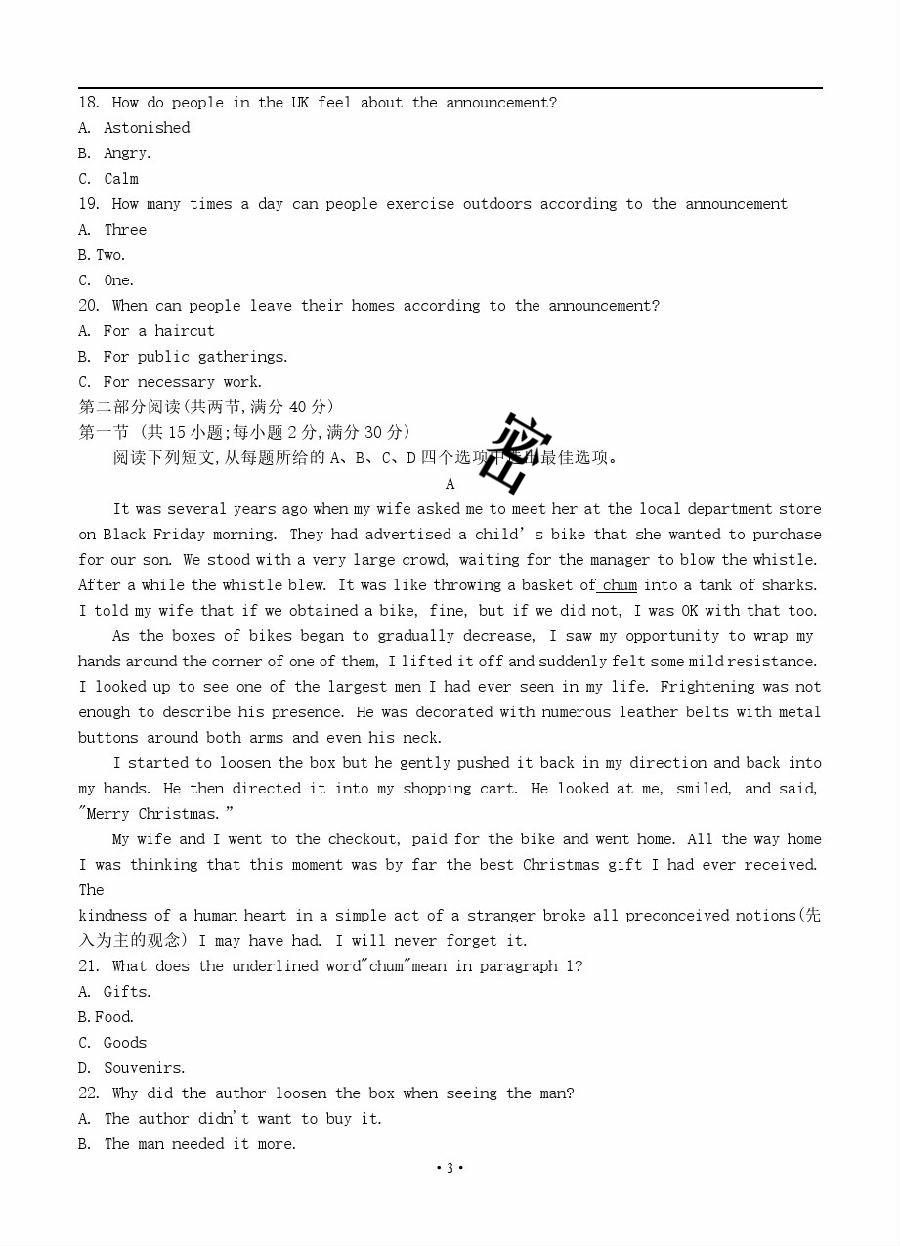 18. How do people in the UK feel about the announcement?
A. Astonished
B. Angry.
C. Calm
19. How many times a day can people exercise outdoors according to the announcement
A. Three
B.Two.
C. One.
20. When can people leave their homes according to the announcement?
A. For a haircut
B. For public gatherings.
C. For necessary work.
第二部分阅读(共两节,满分 40 分)
第一节 (共 15 小题;每小题 2 分,满分 30 分)
阅读下列短文,从每题所给的 A、B、C、D 四个选项中选出最佳选项。
密
A
It was several years ago when my wife asked me to meet her at the local department store
on Black Friday morning. They had advertised a child’s bike that she wanted to purchase
for our son. We stood with a very large crowd, waiting for the manager to blow the whistle.
After a while the whistle blew. It was like throwing a basket of chum into a tank of sharks.
I told my wife that if we obtained a bike, fine, but if we did not, I was OK with that too.
As the boxes of bikes began to gradually decrease, I saw my opportunity to wrap my
hands around the corner of one of them, I lifted it off and suddenly felt some mild resistance.
I looked up to see one of the largest men I had ever seen in my life. Frightening was not
enough to describe his presence. He was decorated with numerous leather belts with metal
buttons around both arms and even his neck.
I started to loosen the box but he gently pushed it back in my direction and back into
my hands. He then directed it into my shopping cart. He looked at me, smiled, and said,
"Merry Christmas.”
My wife and I went to the checkout, paid for the bike and went home. All the way home
I was thinking that this moment was by far the best Christmas gift I had ever received.
The
kindness of a human heart in a simple act of a stranger broke all preconceived notions(先
入为主的观念) I may have had. I will never forget it.
21. What does the underlined word"chum"mean in paragraph 1?
A. Gifts.
B.Food.
C. Goods
D. Souvenirs.
22. Why did the author loosen the box when seeing the man?
A. The author didn't want to buy it.
B. The man needed it more.
·3·